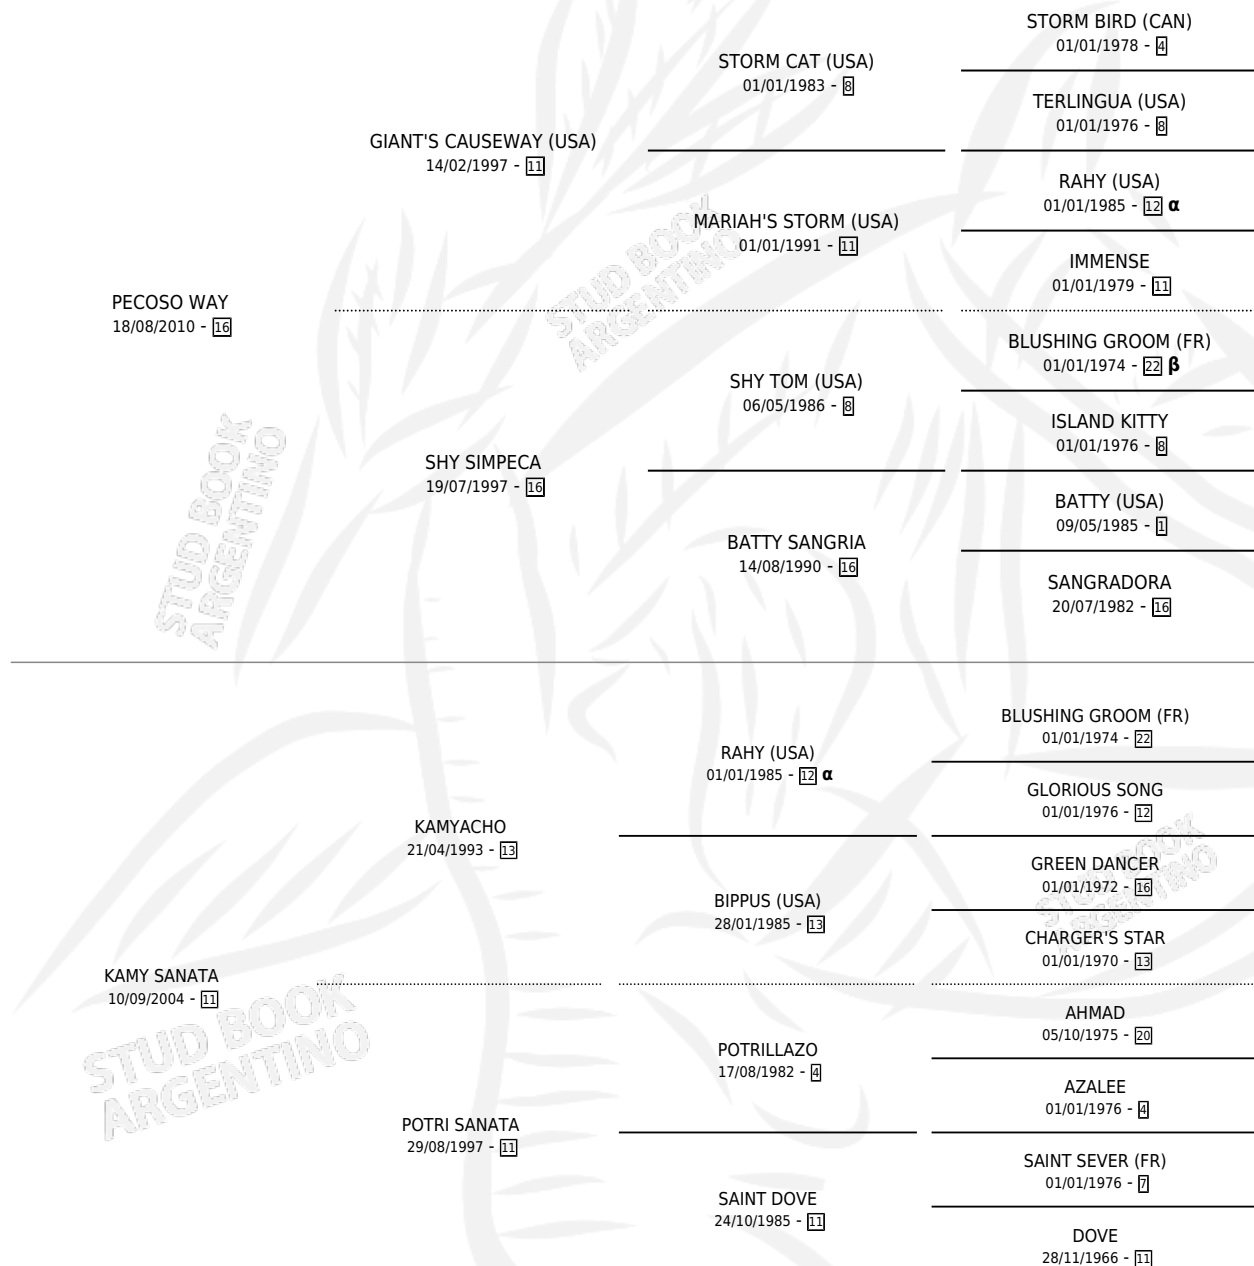 STORM BIRD (CAN)
01/01/1978 - 4
STORM CAT (USA)
01/01/1983 - 8
TERLINGUA (USA)
01/01/1976 - 8
GIANT'S CAUSEWAY (USA)
14/02/1997 - 11
RAHY (USA)
01/01/1985 - 12 α
MARIAH'S STORM (USA)
01/01/1991 - 11
IMMENSE
01/01/1979 - 11
PECOSO WAY
18/08/2010 - 16
STUD BOOK
ARGENTINO
BLUSHING GROOM (FR)
01/01/1974 - 22 β
SHY TOM (USA)
06/05/1986 - 8
ISLAND KITTY
01/01/1976 - 8
SHY SIMPECA
19/07/1997 - 16
BATTY (USA)
09/05/1985 - 1
BATTY SANGRIA
14/08/1990 - 16
SANGRADORA
20/07/1982 - 16
STUD BOOK
ARGENTINO
BLUSHING GROOM (FR)
01/01/1974 - 22
RAHY (USA)
01/01/1985 - 12 α
GLORIOUS SONG
01/01/1976 - 12
KAMYACHO
21/04/1993 - 13
GREEN DANCER
01/01/1972 - 16
STUD BOOK
ARGENTINO
BIPPUS (USA)
28/01/1985 - 13
CHARGER'S STAR
01/01/1970 - 13
KAMY SANATA
10/09/2004 - 11
STUD BOOK
ARGENTINO
AHMAD
05/10/1975 - 20
POTRILLAZO
17/08/1982 - 4
AZALEE
01/01/1976 - 4
POTRI SANATA
29/08/1997 - 11
SAINT SEVER (FR)
01/01/1976 - 7
SAINT DOVE
24/10/1985 - 11
DOVE
28/11/1966 - 11